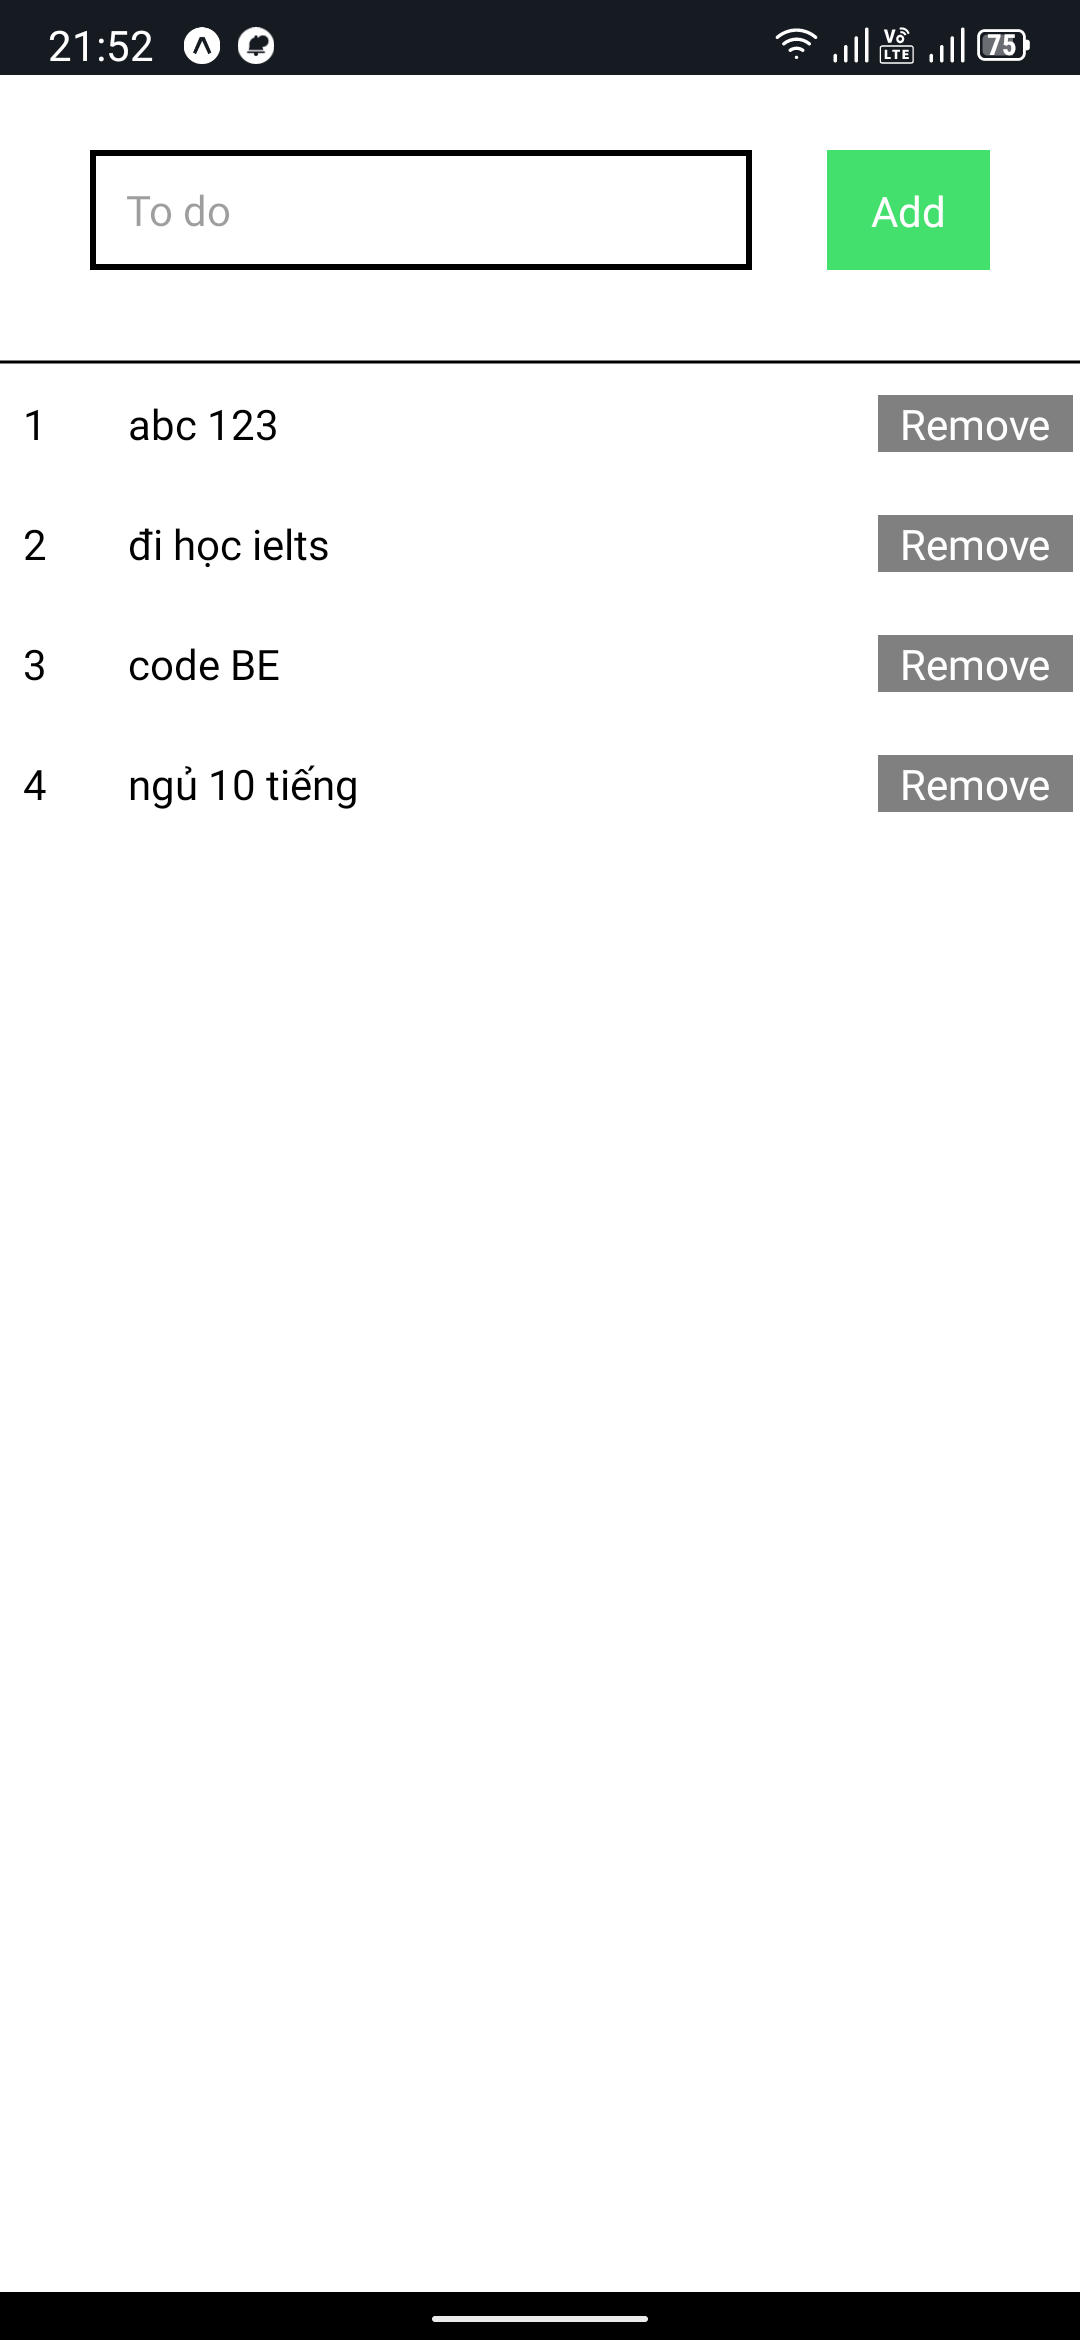 21:52 Vo LTE 75
To do Add
1 abc 123 Remove
2 đi học ielts Remove
3 code BE Remove
4 ngủ 10 tiếng Remove